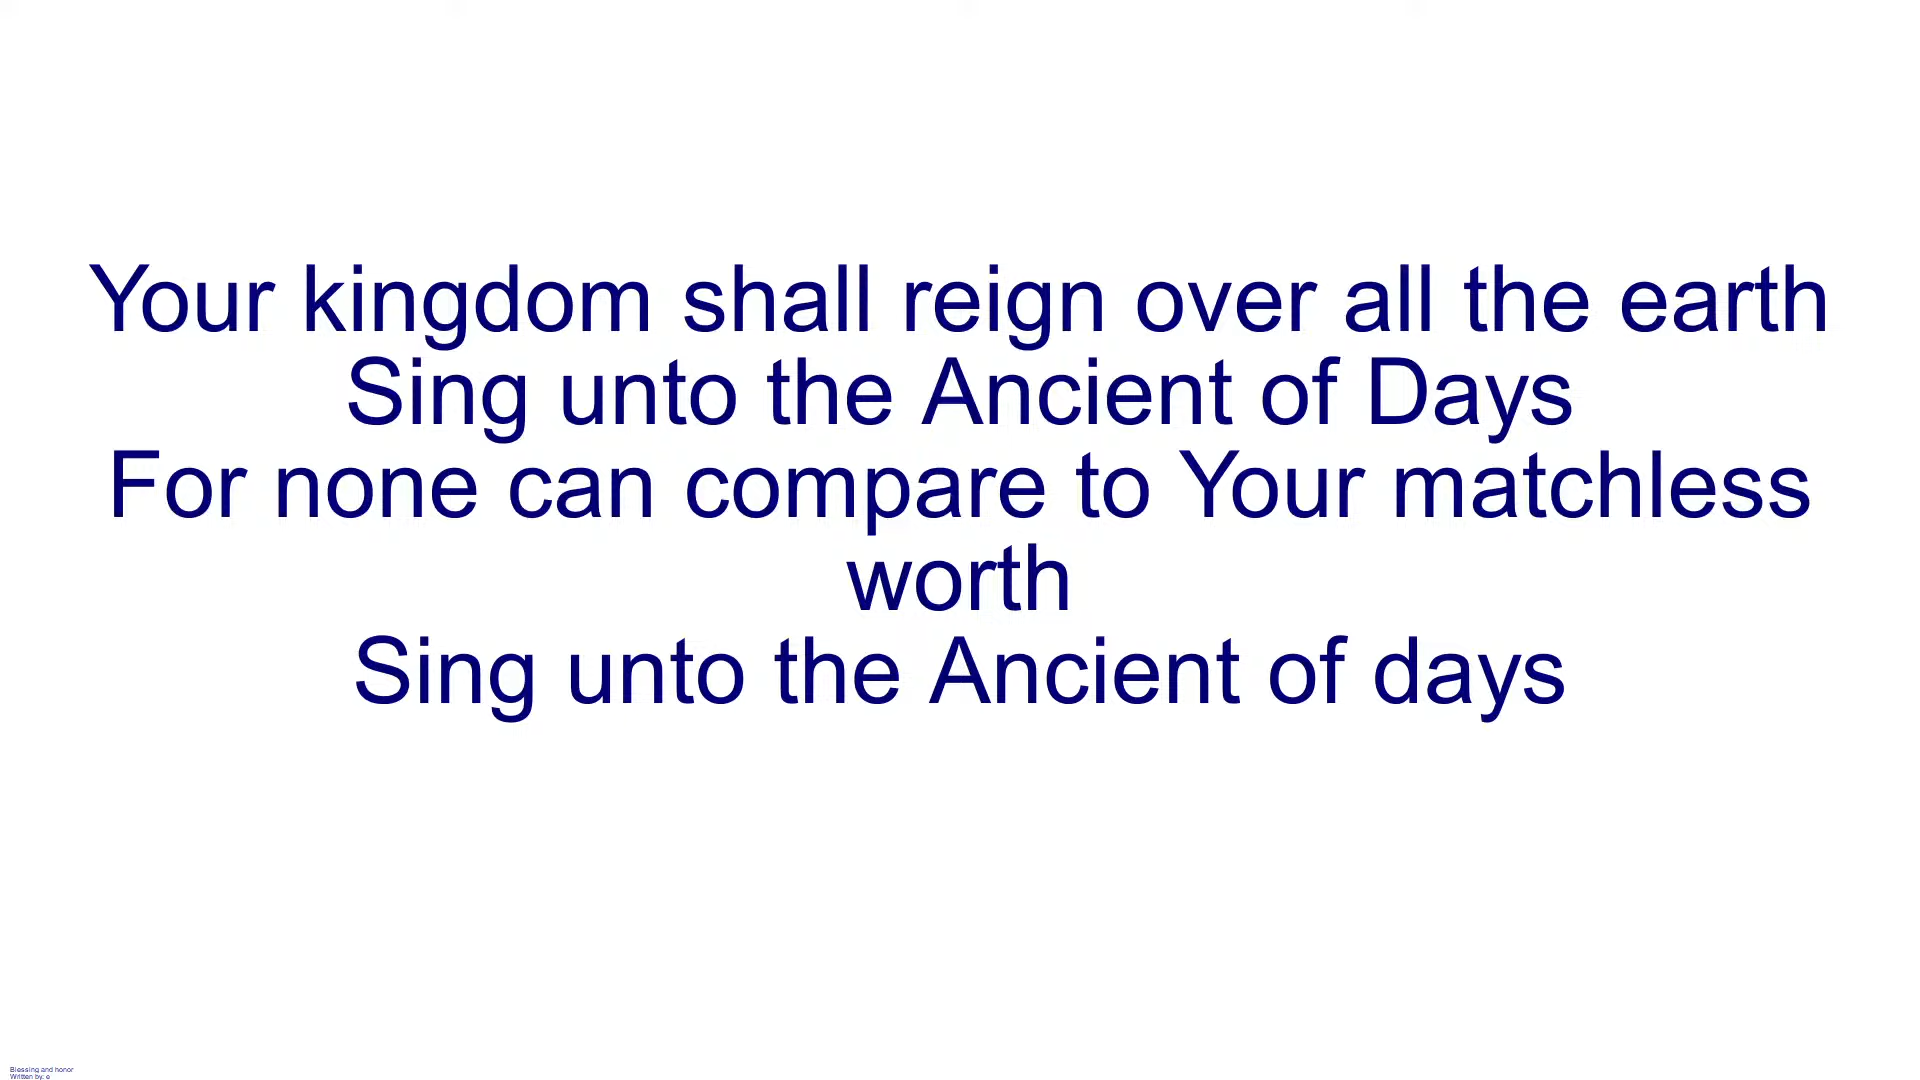 Your kingdom shall reign over all the earth
Sing unto the Ancient of Days
For none can compare to Your matchless
worth
Sing unto the Ancient of days
Blessing and honor
Written by: e